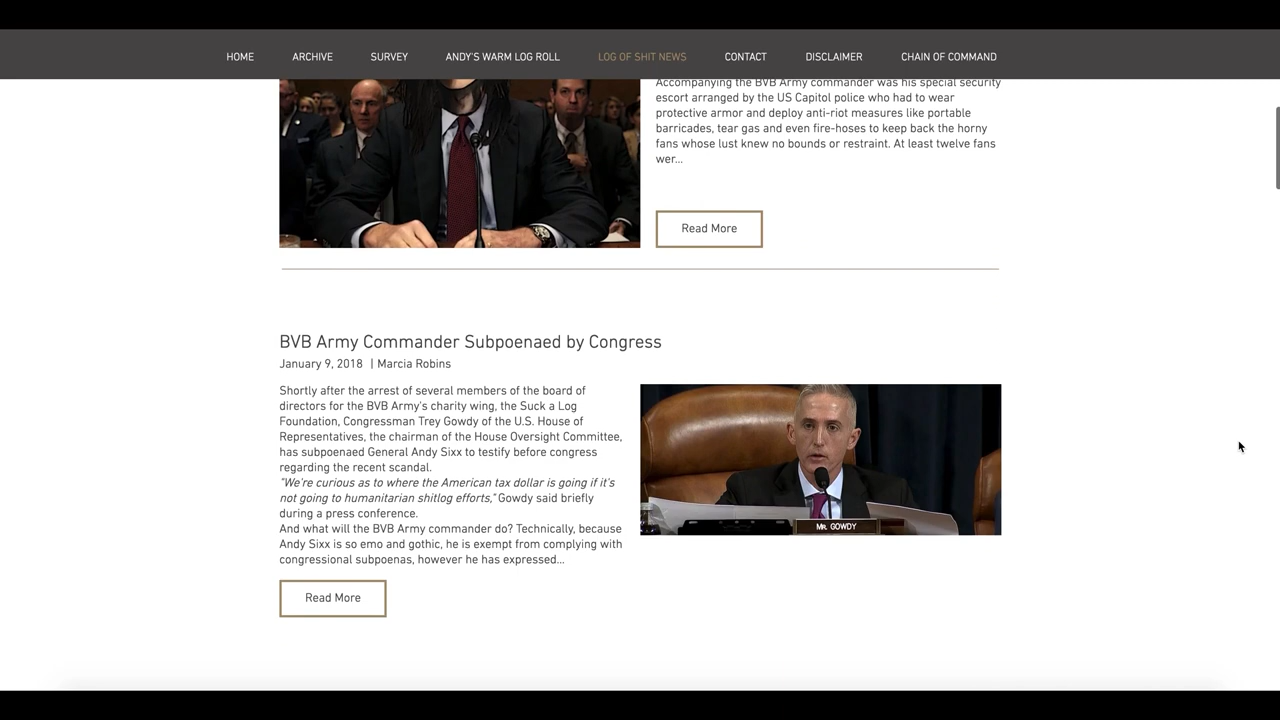 HOME ARCHIVE SURVEY ANDY'S WARM LOG ROLL LOG OF SHIT NEWS CONTACT DISCLAIMER CHAIN OF COMMAND
Accompanying the BVB Army commander was his special security
escort arranged by the US Capitol police who had to wear
protective armor and deploy anti-riot measures like portable
barricades, tear gas and even fire-hoses to keep back the horny
fans whose lust knew no bounds or restraint. At least twelve fans
wer...
Read More
BVB Army Commander Subpoenaed by Congress
January 9, 2018 | Marcia Robins
Shortly after the arrest of several members of the board of
directors for the BVB Army's charity wing, the Suck a Log
Foundation, Congressman Trey Gowdy of the U.S. House of
Representatives, the chairman of the House Oversight Committee,
has subpoenaed General Andy Sixx to testify before congress
regarding the recent scandal.
"We're curious as to where the American tax dollar is going if it's
not going to humanitarian shitlog efforts," Gowdy said briefly
during a press conference.
And what will the BVB Army commander do? Technically, because
Andy Sixx is so emo and gothic, he is exempt from complying with
congressional subpoenas, however he has expressed...
MR. GOWDY
Read More